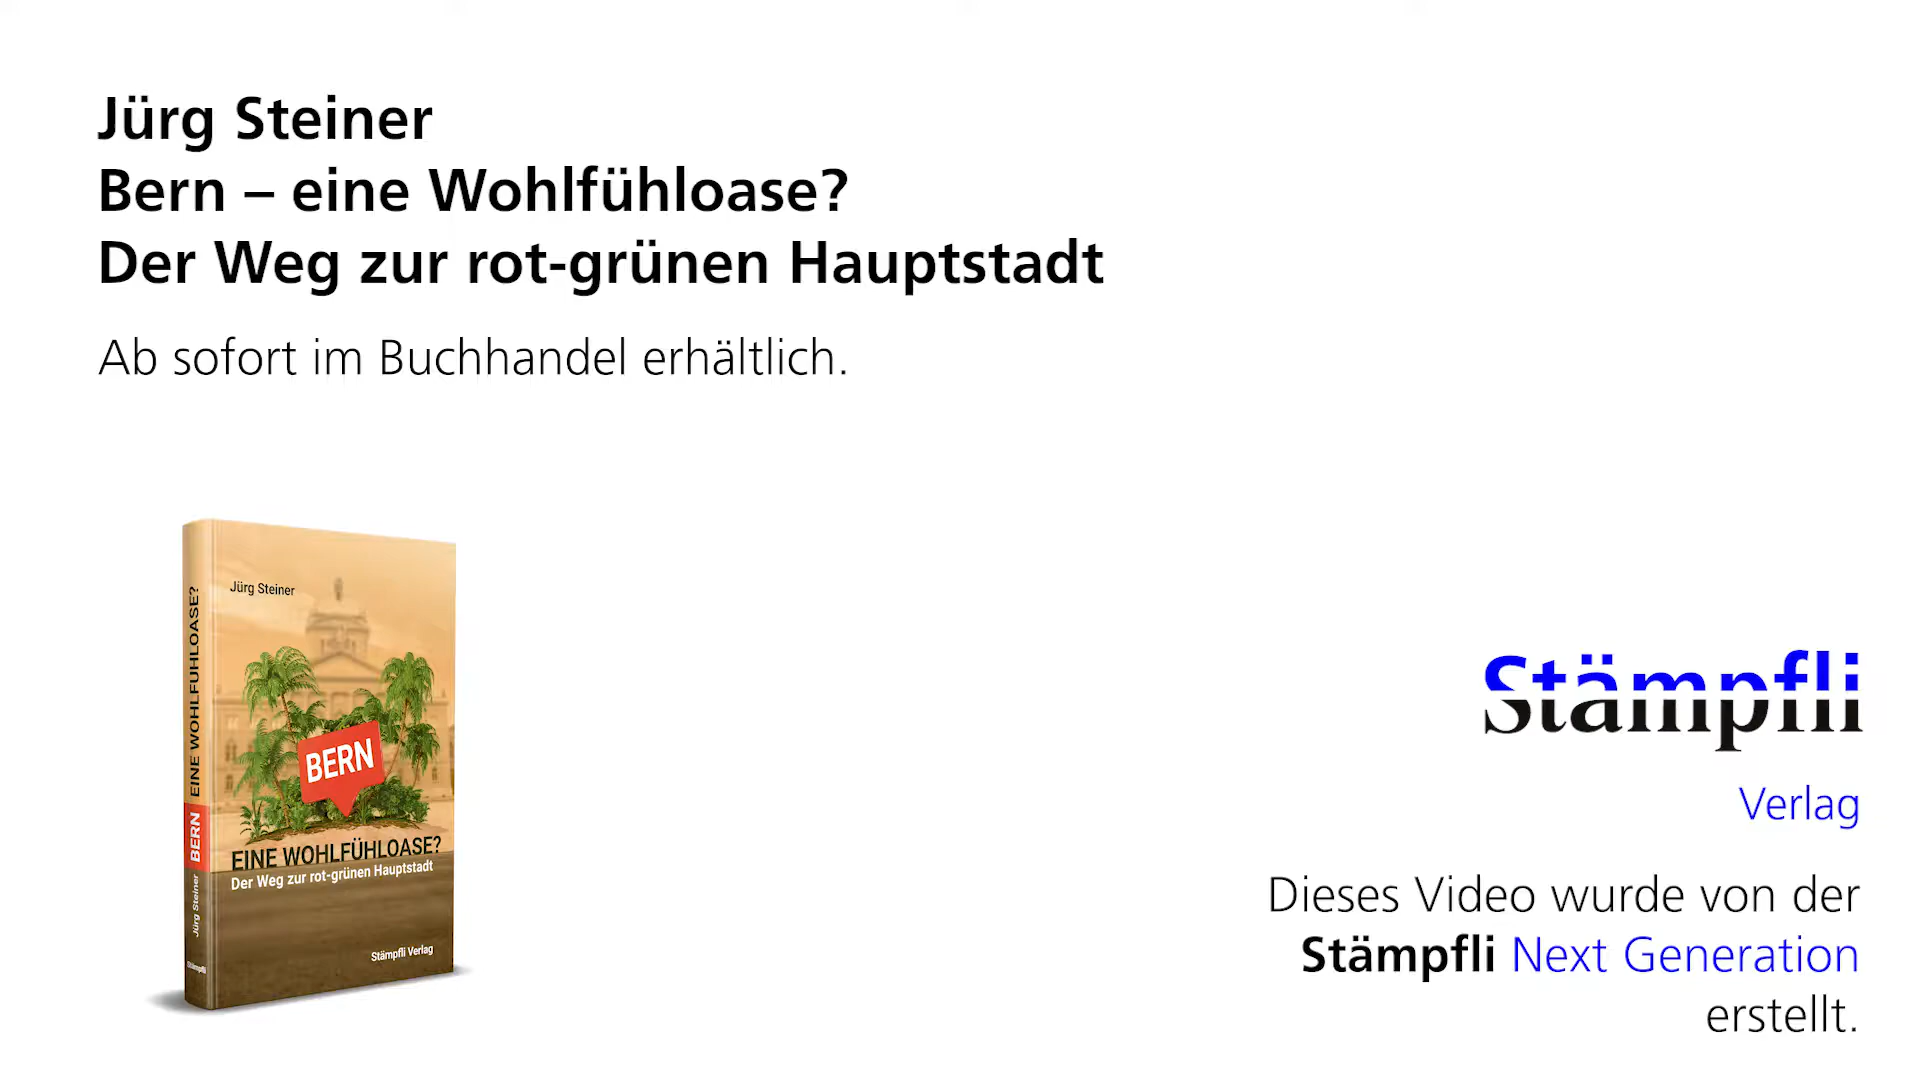 Jürg Steiner
Bern – eine Wohlfühloase?
Der Weg zur rot-grünen Hauptstadt
Ab sofort im Buchhandel erhältlich.
Jürg Steiner
BERN
EINE WOHLFÜHLOASE?
Der Weg zur rot-grünen Hauptstadt
Stämpfli Verlag
Stämpfli Jürg Steiner BERN EINE WOHLFÜHLOASE?
Stämpfli
Verlag
Dieses Video wurde von der
Stämpfli Next Generation
erstellt.